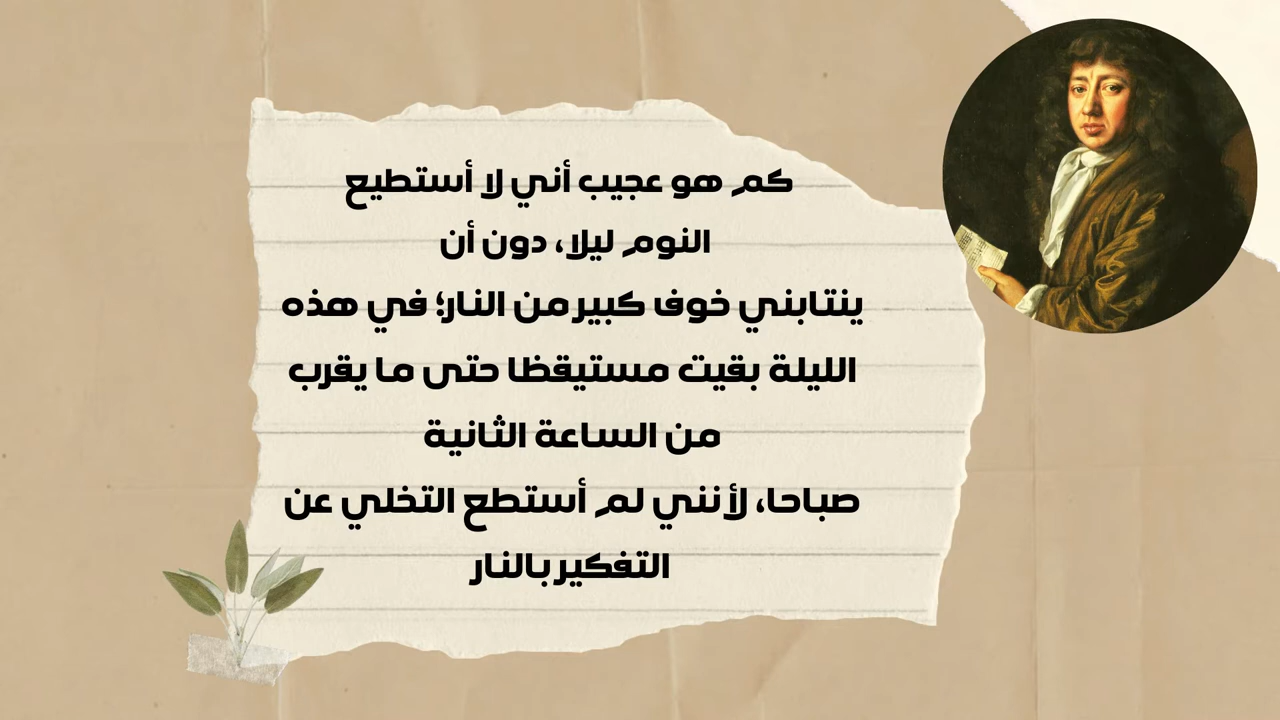 كم هو عجيب أني لا أستطيع
النوم ليلا، دون أن
ينتابني خوف كبير من النار؛ في هذه
الليلة بقيت مستيقظا حتى ما يقرب
من الساعة الثانية
صباحا، لأنني لم أستطع التخلي عن
التفكير بالنار